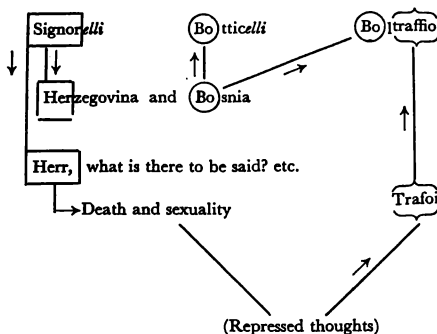 Signorelli Botticelli Boltraffio
Herzegovina and Bosnia
Herr, what is there to be said? etc.
Death and sexuality Trafoi
(Repressed thoughts)